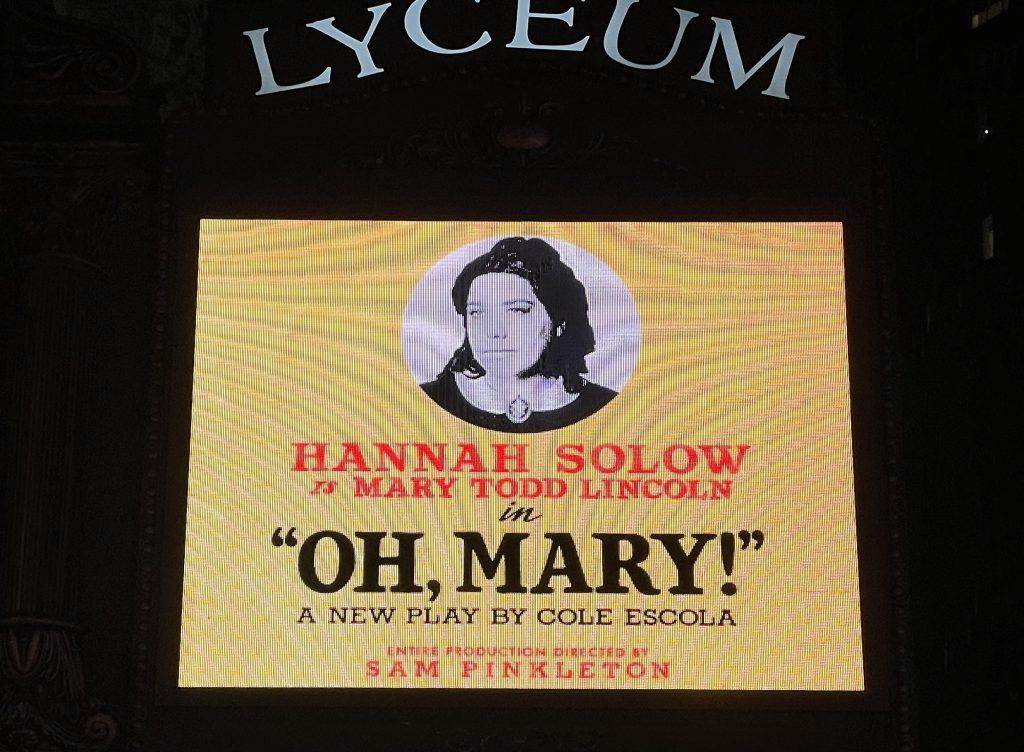 LYCEUM
HANNAH SOLOW
IS MARY TODD LINCOLN
in
“OH, MARY!”
A NEW PLAY BY COLE ESCOLA
ENTIRE PRODUCTION DIRECTED BY
SAM PINKLETON